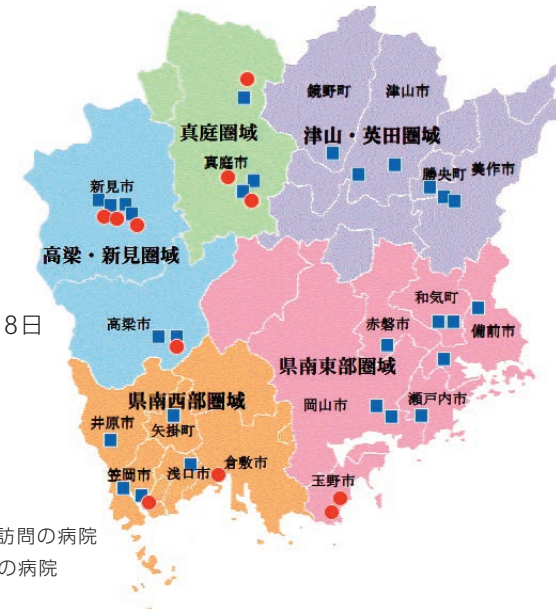 鏡野町
津山市
真庭圏域
津山・英田圏域
真庭市
勝央町
美作市
新見市
高梁・新見圏域
和気町
8日
高梁市
赤磐市
備前市
県南東部圏域
県南西部圏域
岡山市
瀬戸内市
井原市
矢掛町
笠岡市
浅口市
倉敷市
玉野市
訪問の病院
の病院